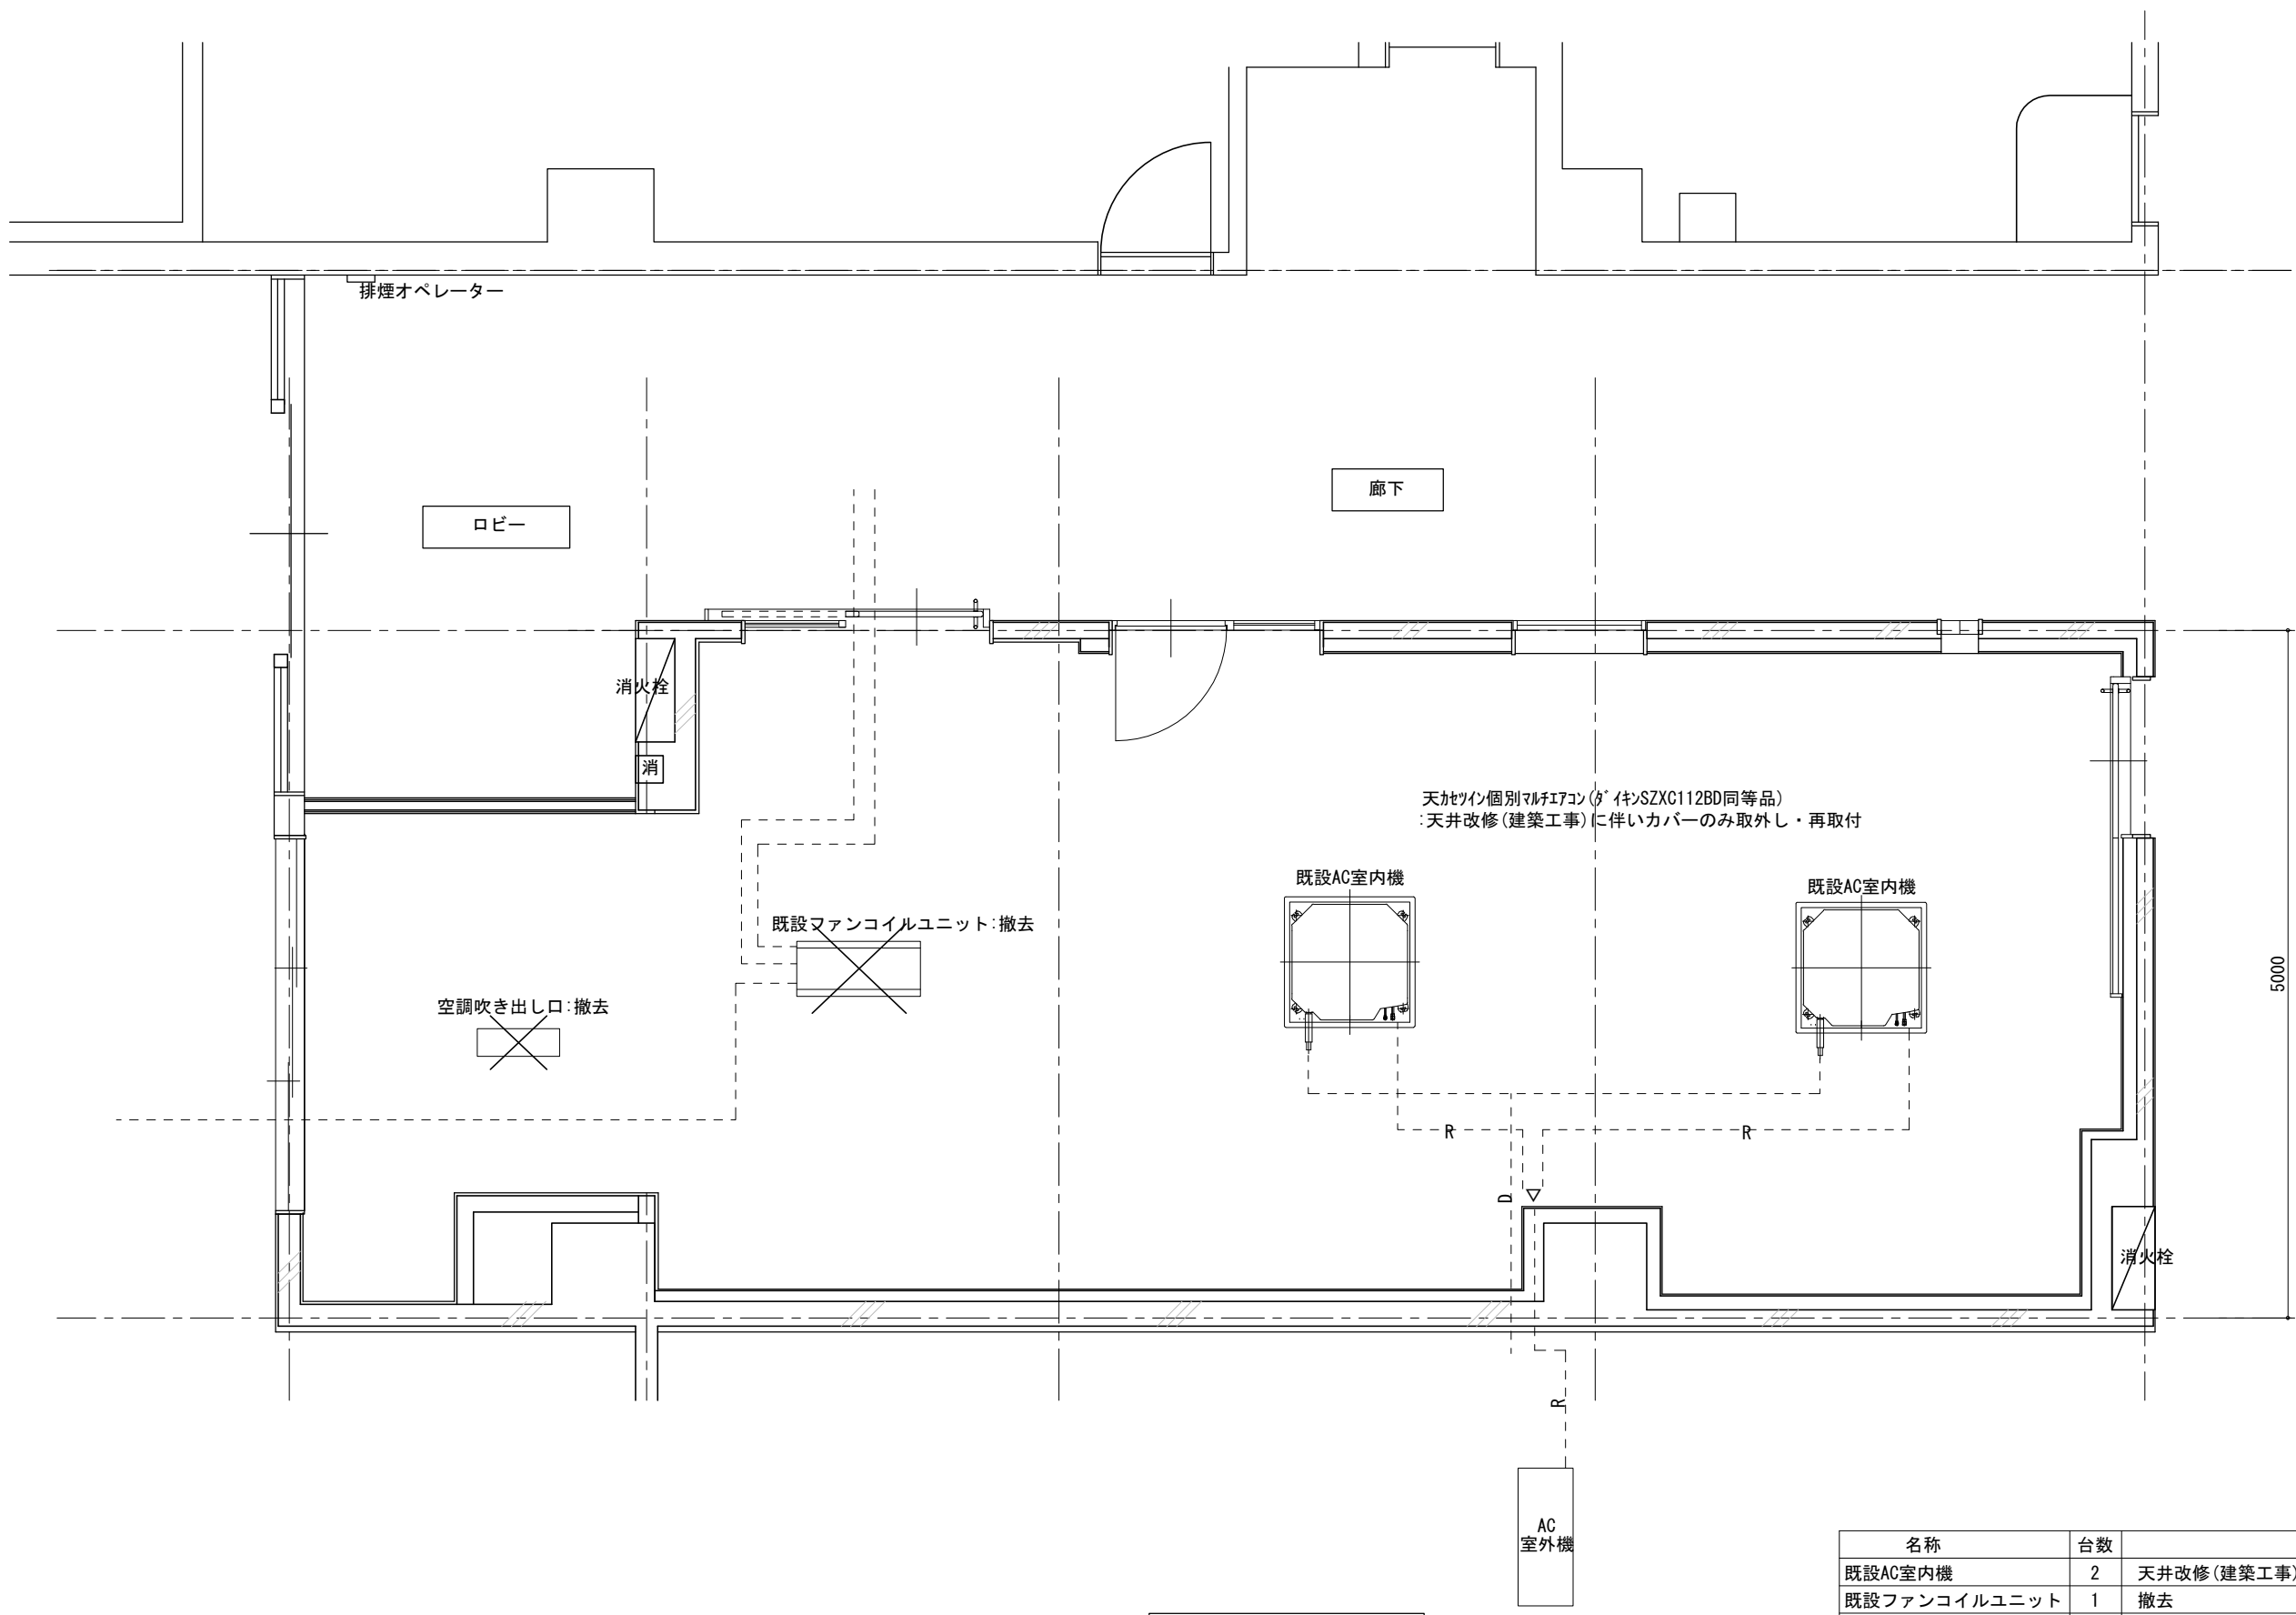 排煙オペレーター
廊下
ロビー
消火栓
消
天カセツイン個別マルチエアコン(ダイキンSZXC112BD同等品)
:天井改修(建築工事)に伴いカバーのみ取外し・再取付
既設AC室内機
既設AC室内機
既設ファンコイルユニット:撤去
5000
空調吹き出し口:撤去
R
R
D
消火栓
R
AC
室外機
名称 台数
既設AC室内機 2 天井改修(建築工事)
既設ファンコイルユニット 1 撤去